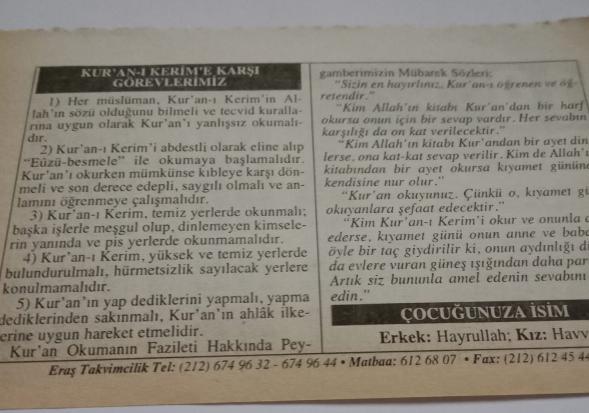 KUR'AN-I KERİM'E KARŞI
GÖREVLERİMİZ
1) Her müslüman, Kur'an-ı Kerim'in Al-
lah'ın sözü olduğunu bilmeli ve tecvid kuralla-
rına uygun olarak Kur'an'ı yanlışsız okumalı-
dır.
2) Kur'an-ı Kerim'i abdestli olarak eline alıp
"Eûzü-besmele" ile okumaya başlamalıdır.
Kur'an'ı okurken mümkünse kıbleye karşı dön-
meli ve son derece edepli, saygılı olmalı ve an-
lamını öğrenmeye çalışmalıdır.
3) Kur'an-ı Kerim, temiz yerlerde okunmalı;
başka işlerle meşgul olup, dinlemeyen kimsele-
rin yanında ve pis yerlerde okunmamalıdır.
4) Kur'an-ı Kerim, yüksek ve temiz yerlerde
bulundurulmalı, hürmetsizlik sayılacak yerlere
konulmamalıdır.
5) Kur'an'ın yap dediklerini yapmalı, yapma
dediklerinden sakınmalı, Kur'an'ın ahlâk ilke-
erine uygun hareket etmelidir.
Kur'an Okumanın Fazileti Hakkında Pey-
gamberimizin Mübarek Sözleri;
"Sizin en hayırlınız, Kur'an-ı öğrenen ve öğ-
retendir."
"Kim Allah'ın kitabı Kur'an'dan bir harf
okursa onun için bir sevap vardır. Her sevabın
karşılığı da on kat verilecektir."
"Kim Allah'ın kitabı Kur'andan bir ayet din
lerse, ona kat-kat sevap verilir. Kim de Allah'ı
kitabından bir ayet okursa kıyamet gününe
kendisine nur olur."
"Kur'an okuyunuz. Çünkü o, kıyamet gü
okuyanlara şefaat edecektir."
"Kim Kur'an-ı Kerim'i okur ve onunla a
ederse, kıyamet günü onun anne ve baba
öyle bir taç giydirilir ki, onun aydınlığı dü
da evlere vuran güneş ışığından daha par
Artık siz bununla amel edenin sevabını
edin."
ÇOCUĞUNUZA İSİM
Erkek: Hayrullah; Kız: Havv
Eraş Takvimcilik Tel: (212) 674 96 32 - 674 96 44 • Matbaa: 612 68 07 • Fax: (212) 612 45 44